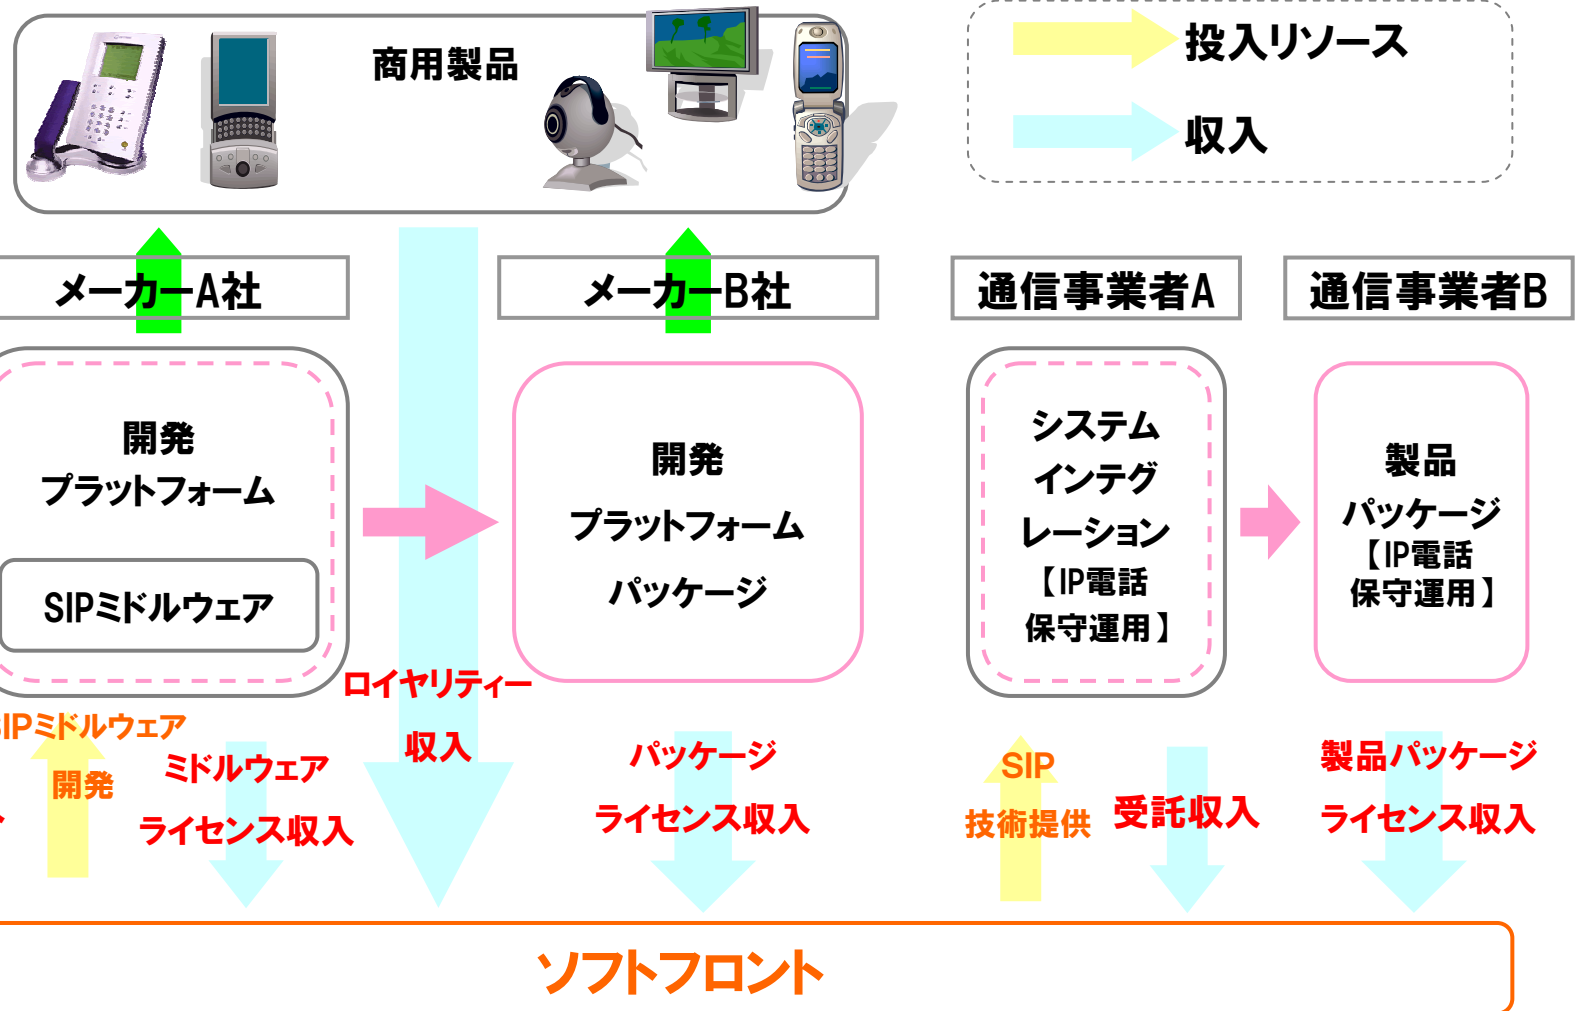 商用製品
投入リソース
収入
メーカーA社
メーカーB社
通信事業者A
通信事業者B
開発
プラットフォーム
SIPミドルウェア
開発
プラットフォーム
パッケージ
システム
インテグ
レーション
【IP電話
保守運用】
製品
パッケージ
【IP電話
保守運用】
SIPミドルウェア
開発
ミドルウェア
ライセンス収入
ロイヤリティー
収入
パッケージ
ライセンス収入
SIP
技術提供
受託収入
製品パッケージ
ライセンス収入
ソフトフロント